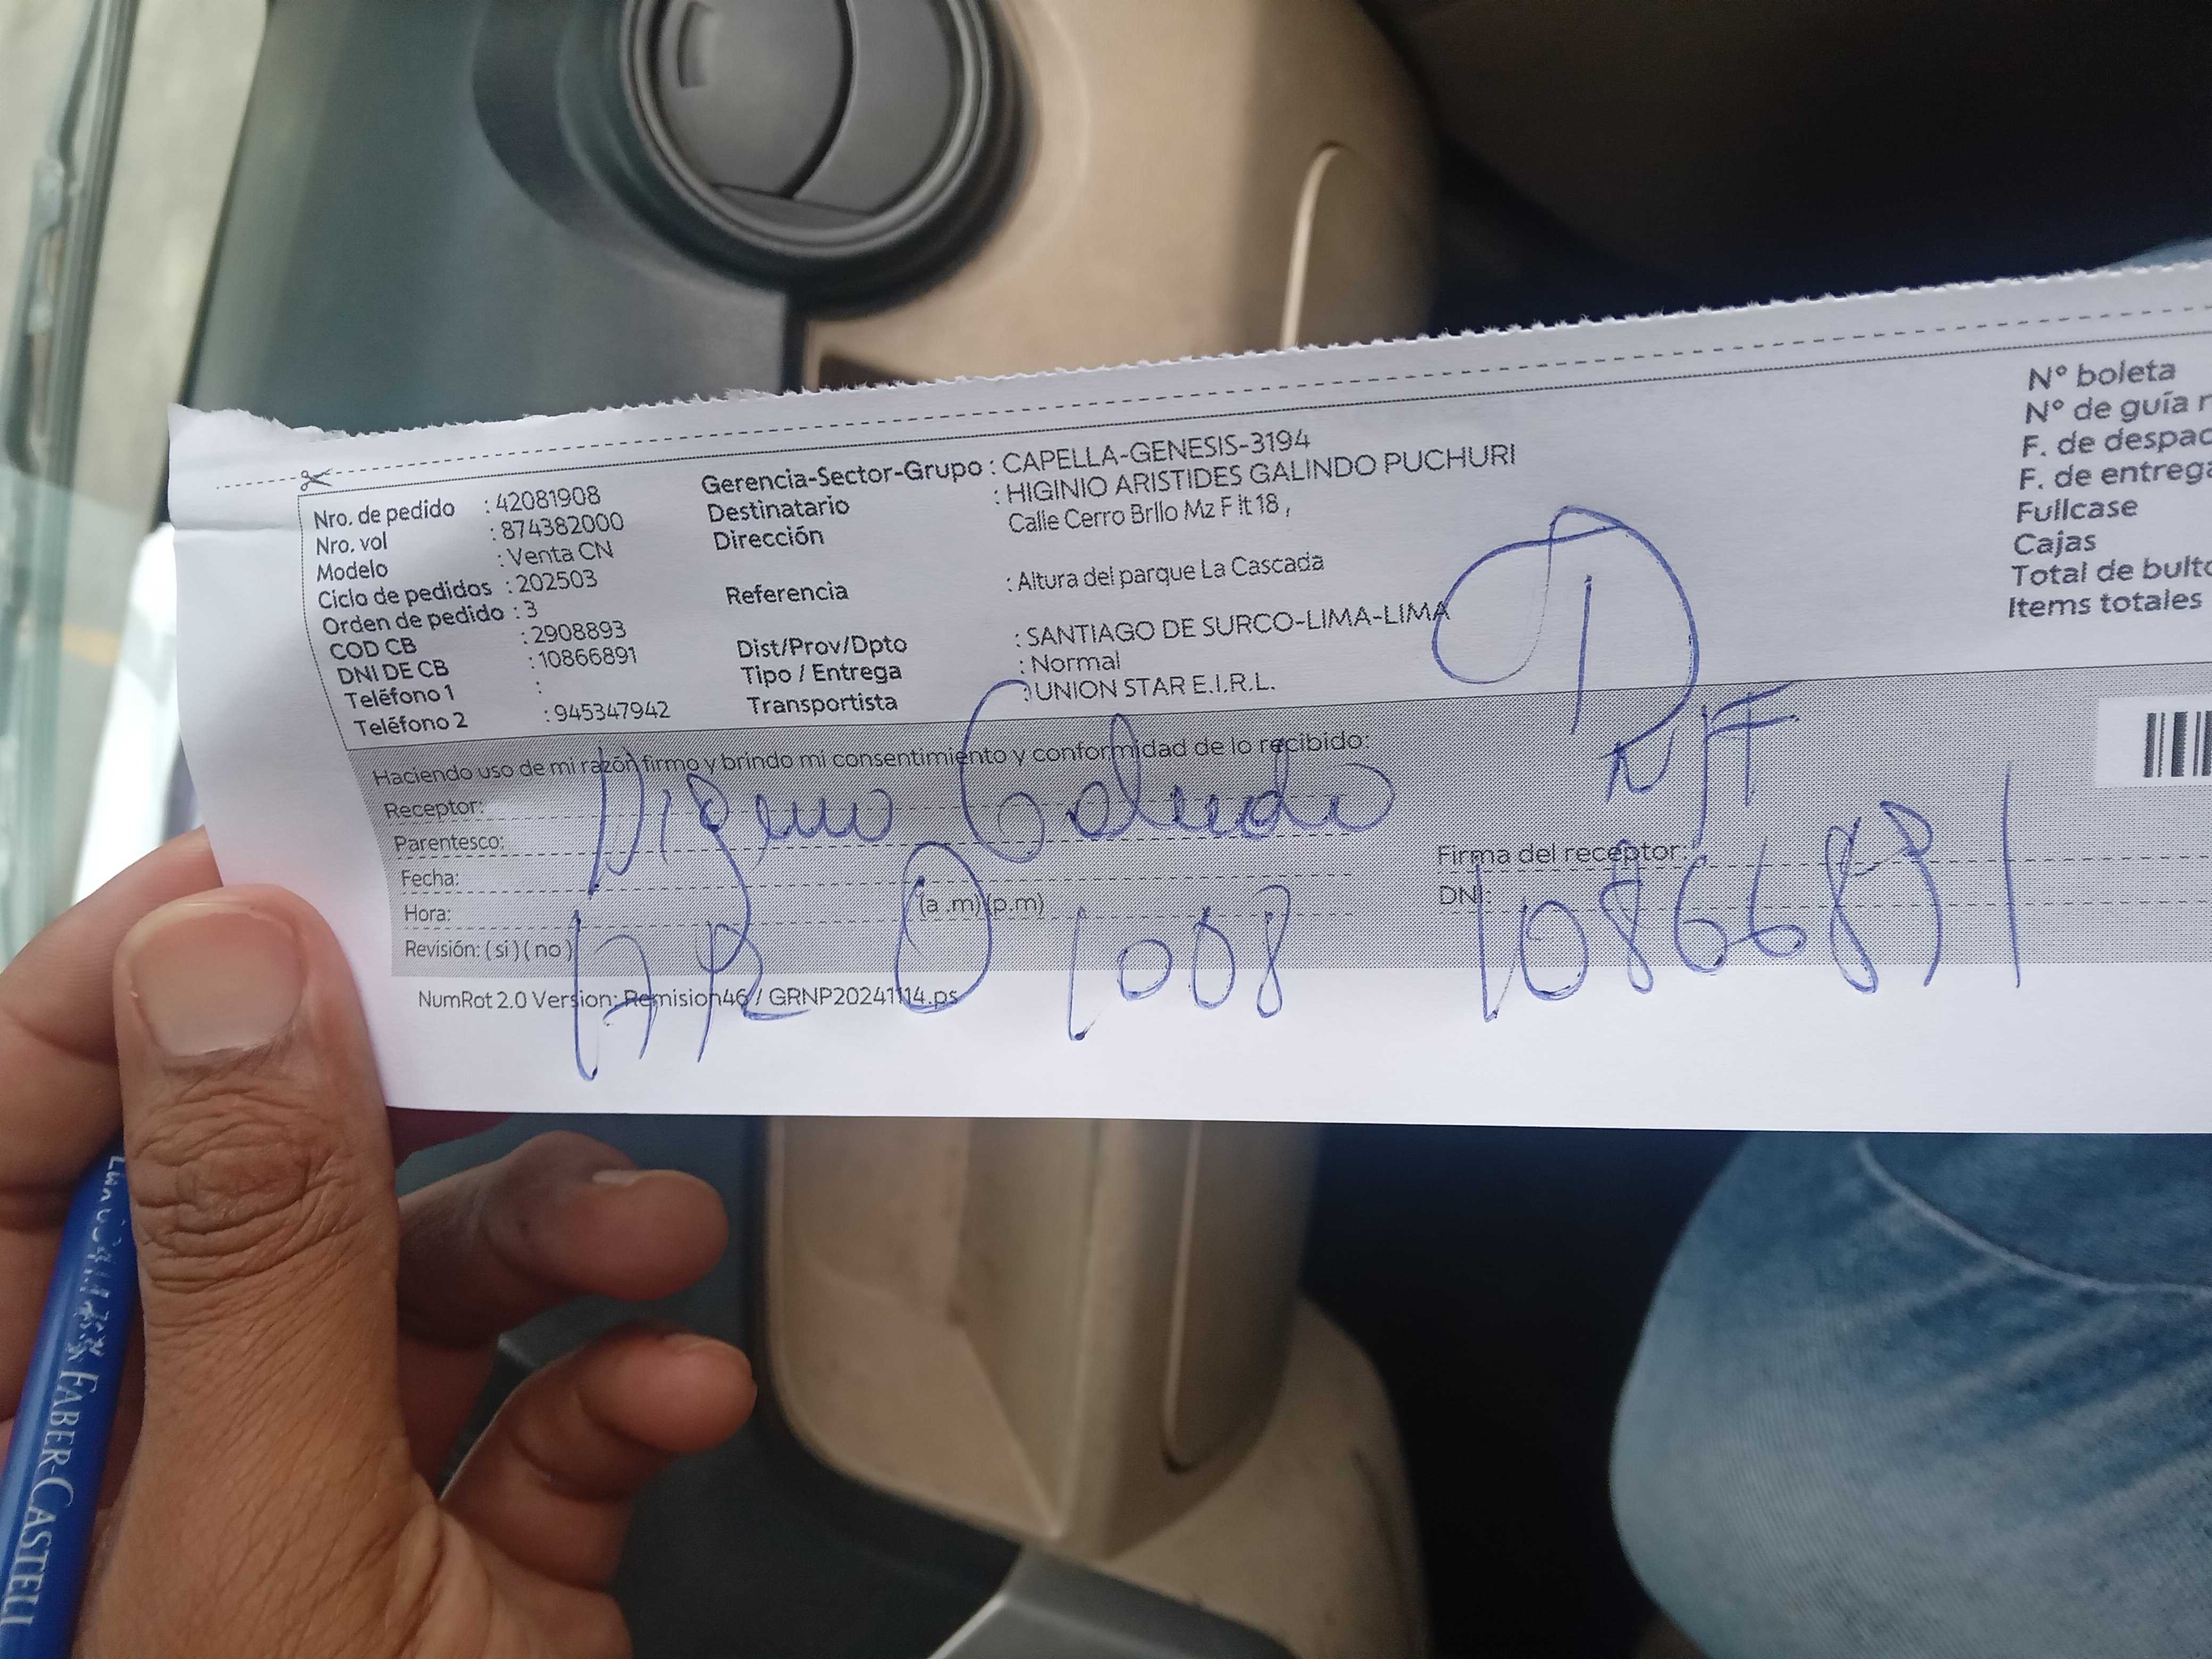 Nro. de pedido : 42081908
Nro. vol : 874382000
Modelo : Venta CN
Ciclo de pedidos : 202503
Orden de pedido : 3
COD CB : 2908893
DNI DE CB : 10866891
Teléfono 1 :
Teléfono 2 : 945347942
Gerencia-Sector-Grupo : CAPELLA-GENESIS-3194
Destinatario : HIGINIO ARISTIDES GALINDO PUCHURI
Dirección Calle Cerro Brllo Mz F lt 18 ,
Referencia : Altura del parque La Cascada
Dist/Prov/Dpto : SANTIAGO DE SURCO-LIMA-LIMA
Tipo / Entrega : Normal
Transportista : UNION STAR E.I.R.L.
N° boleta
N° de guía r
F. de despac
F. de entrega
Fullcase
Cajas
Total de bulto
Items totales
Haciendo uso de mi razón firmo y brindo mi consentimiento y conformidad de lo recibido:
Receptor:
Parentesco:
Fecha:
Hora: (a .m) (p.m)
Revisión: ( si ) ( no )
Galindo
1008
Firma del receptor:
DNI: 10866891
NumRot 2.0 Version: Remision46 / GRNP20241114.ps
FABER-CASTELL